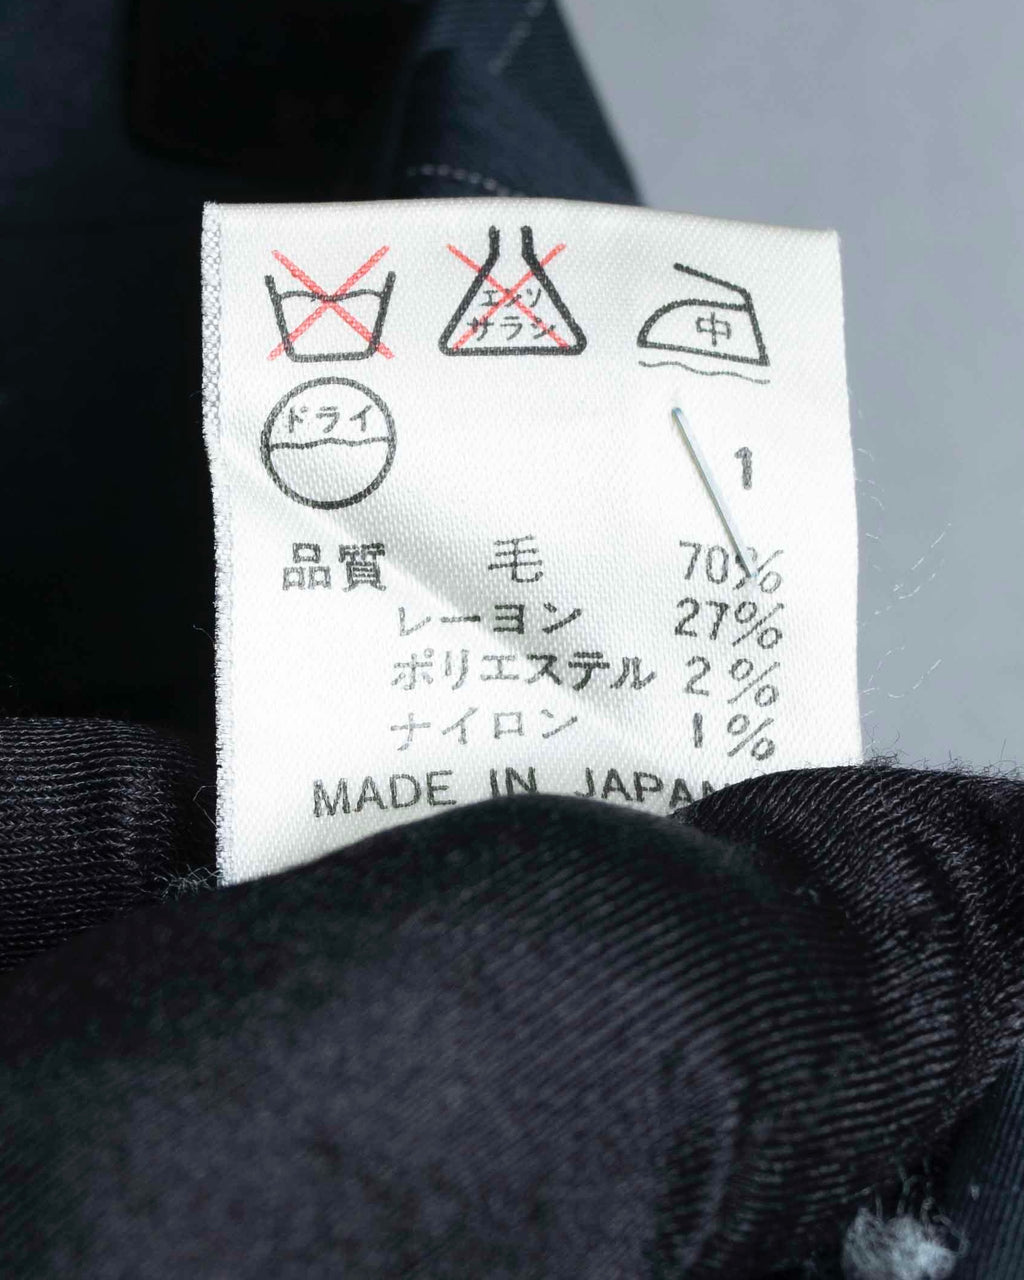 エンソ
サラシ
中
ドライ
1
品質 毛 70%
レーヨン 27%
ポリエステル 2%
ナイロン 1%
MADE IN JAPAN